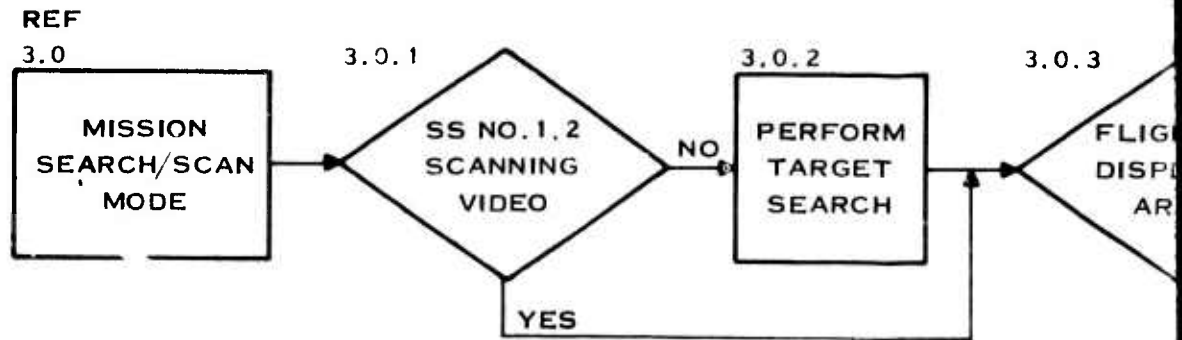 REF
3.0
3.0.1
3.0.2
3.0.3
MISSION
SEARCH/SCAN
MODE
SS NO.1,2
SCANNING
VIDEO
NO
PERFORM
TARGET
SEARCH
YES